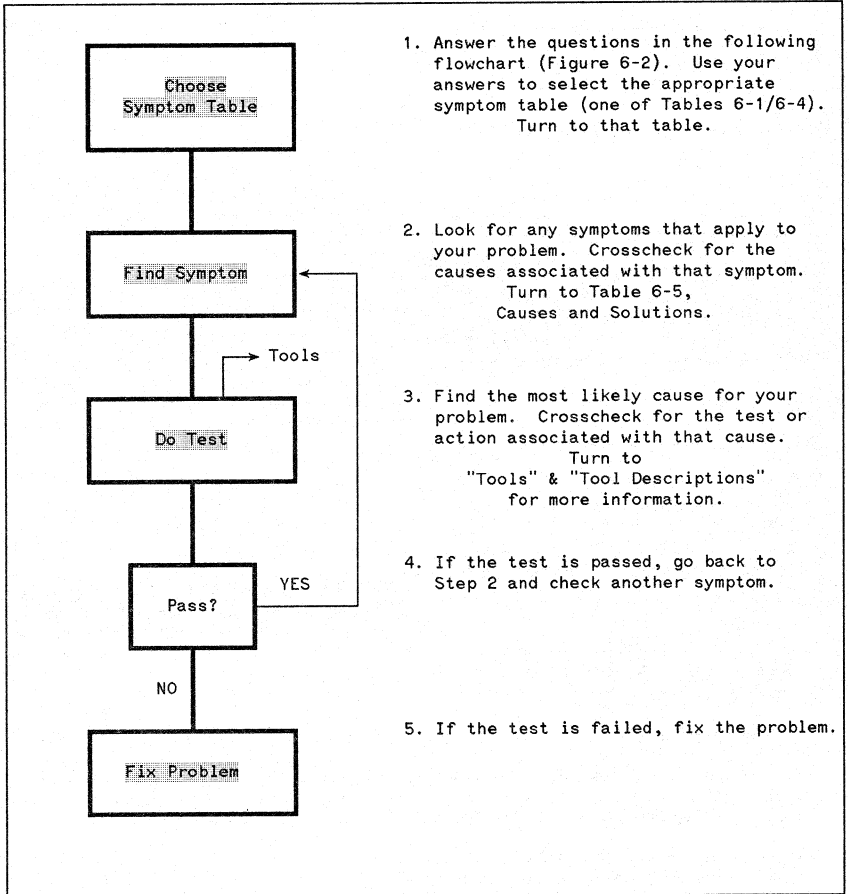 Choose
Symptom Table
1. Answer the questions in the following
flowchart (Figure 6-2). Use your
answers to select the appropriate
symptom table (one of Tables 6-1/6-4).
Turn to that table.
Find Symptom
2. Look for any symptoms that apply to
your problem. Crosscheck for the
causes associated with that symptom.
Turn to Table 6-5,
Causes and Solutions.
Tools
Do Test
3. Find the most likely cause for your
problem. Crosscheck for the test or
action associated with that cause.
Turn to
"Tools" & "Tool Descriptions"
for more information.
Pass?
YES
4. If the test is passed, go back to
Step 2 and check another symptom.
NO
Fix Problem
5. If the test is failed, fix the problem.